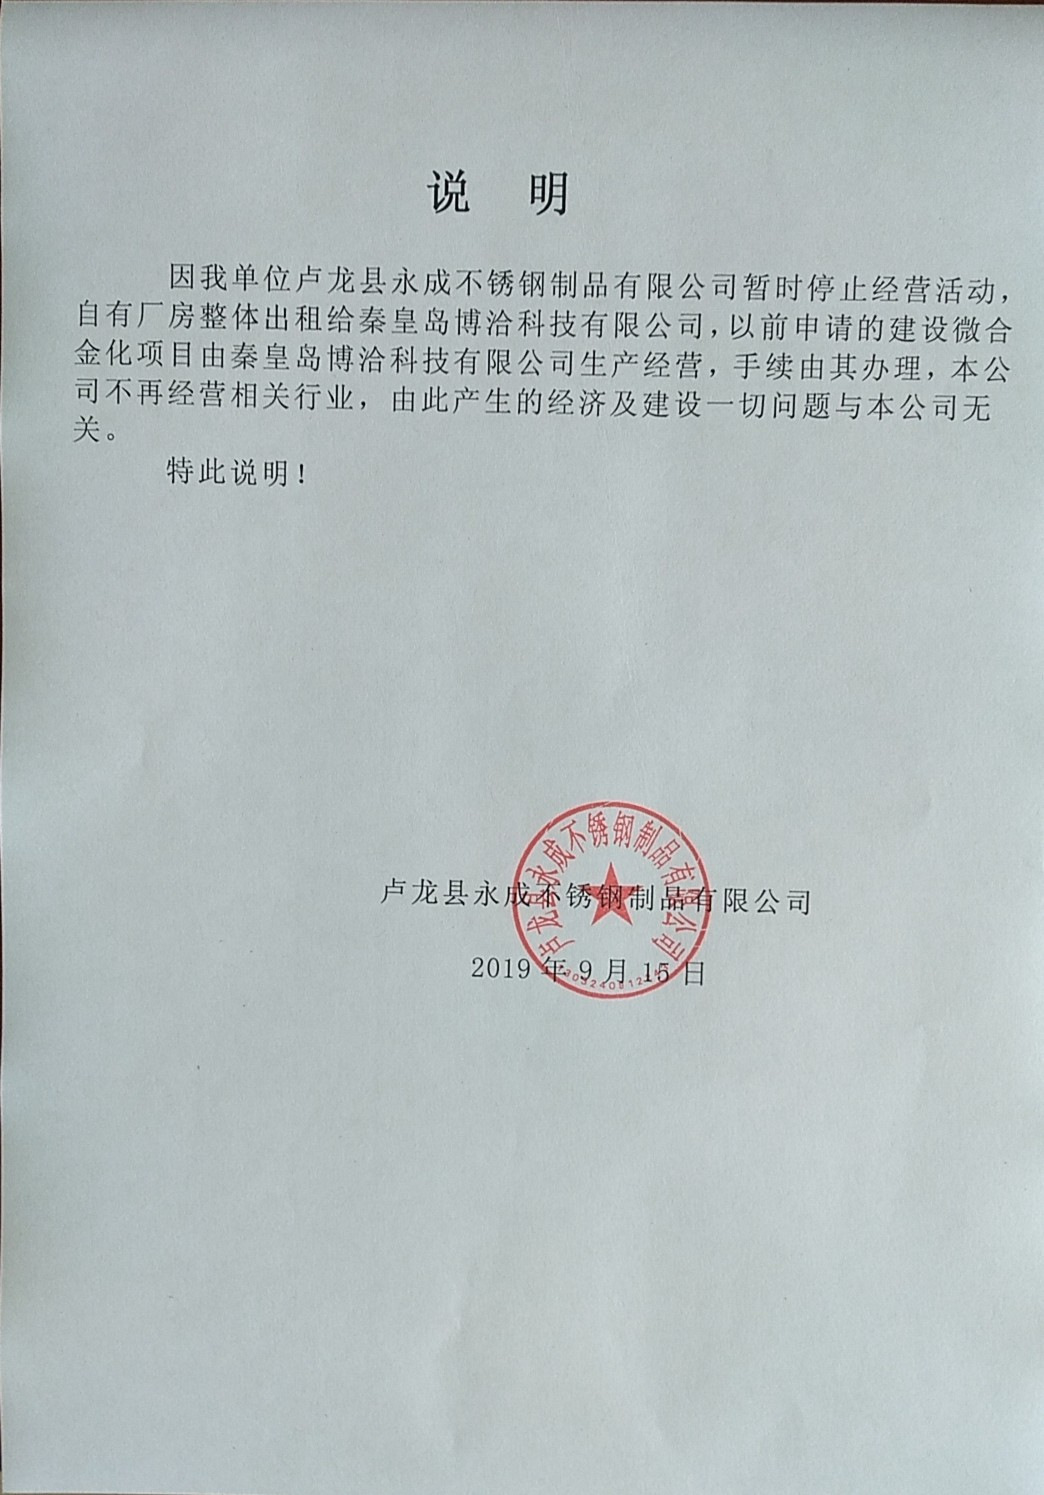 说 明
因我单位卢龙县永成不锈钢制品有限公司暂时停止经营活动，
自有厂房整体出租给秦皇岛博洽科技有限公司，以前申请的建设微合
金化项目由秦皇岛博洽科技有限公司生产经营，手续由其办理，本公
司不再经营相关行业，由此产生的经济及建设一切问题与本公司无
关。
特此说明！
卢龙县永成不锈钢制品有限公司
卢龙县永成不锈钢制品有限公司
2019 年 9 月 15 日